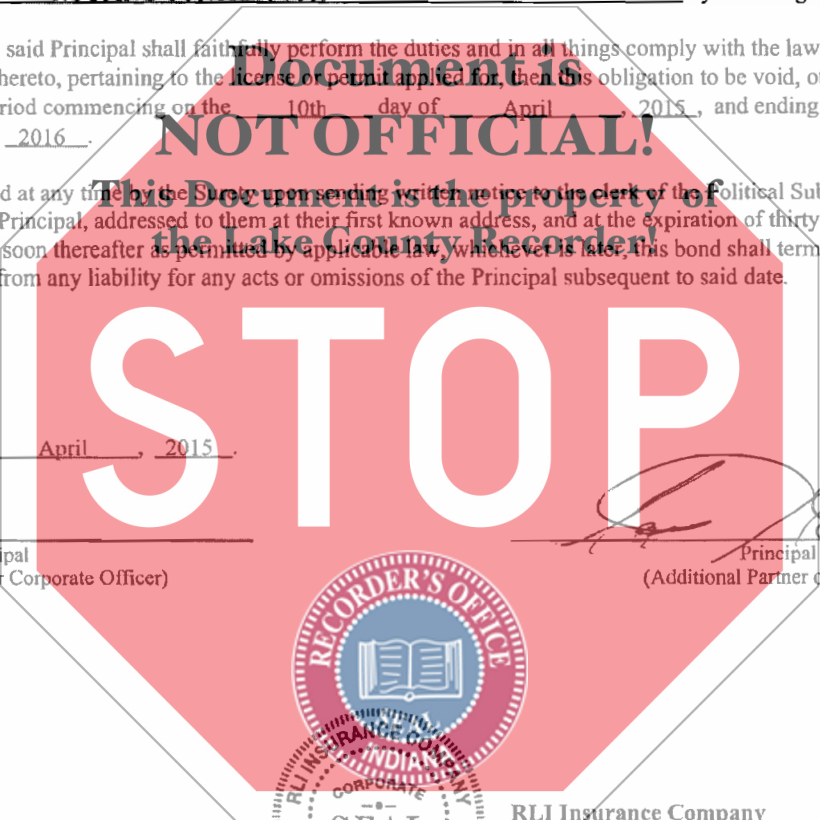 said Principal shall faithfully perform the duties and in all things comply with the law
hereto, pertaining to the license or permit applied for, then this obligation to be void, o
riod commencing on the 10th day of April, 2015, and ending
2016.
d at any time by the Surety upon sending written notice to the clerk of the Political Sub
Principal, addressed to them at their first known address, and at the expiration of thirty
soon thereafter as permitted by applicable law, whichever is later, this bond shall term
from any liability for any acts or omissions of the Principal subsequent to said date.
Document is
NOT OFFICIAL!
This Document is the property of
the Lake County Recorder!
STOP
April, 2015.
ipal
Principal
r Corporate Officer)
(Additional Partner o
RECORDER'S OFFICE
SEAL
INDIANA
RLI INSURANCE COMPANY
CORPORATE
SEAL
RLI Insurance Company